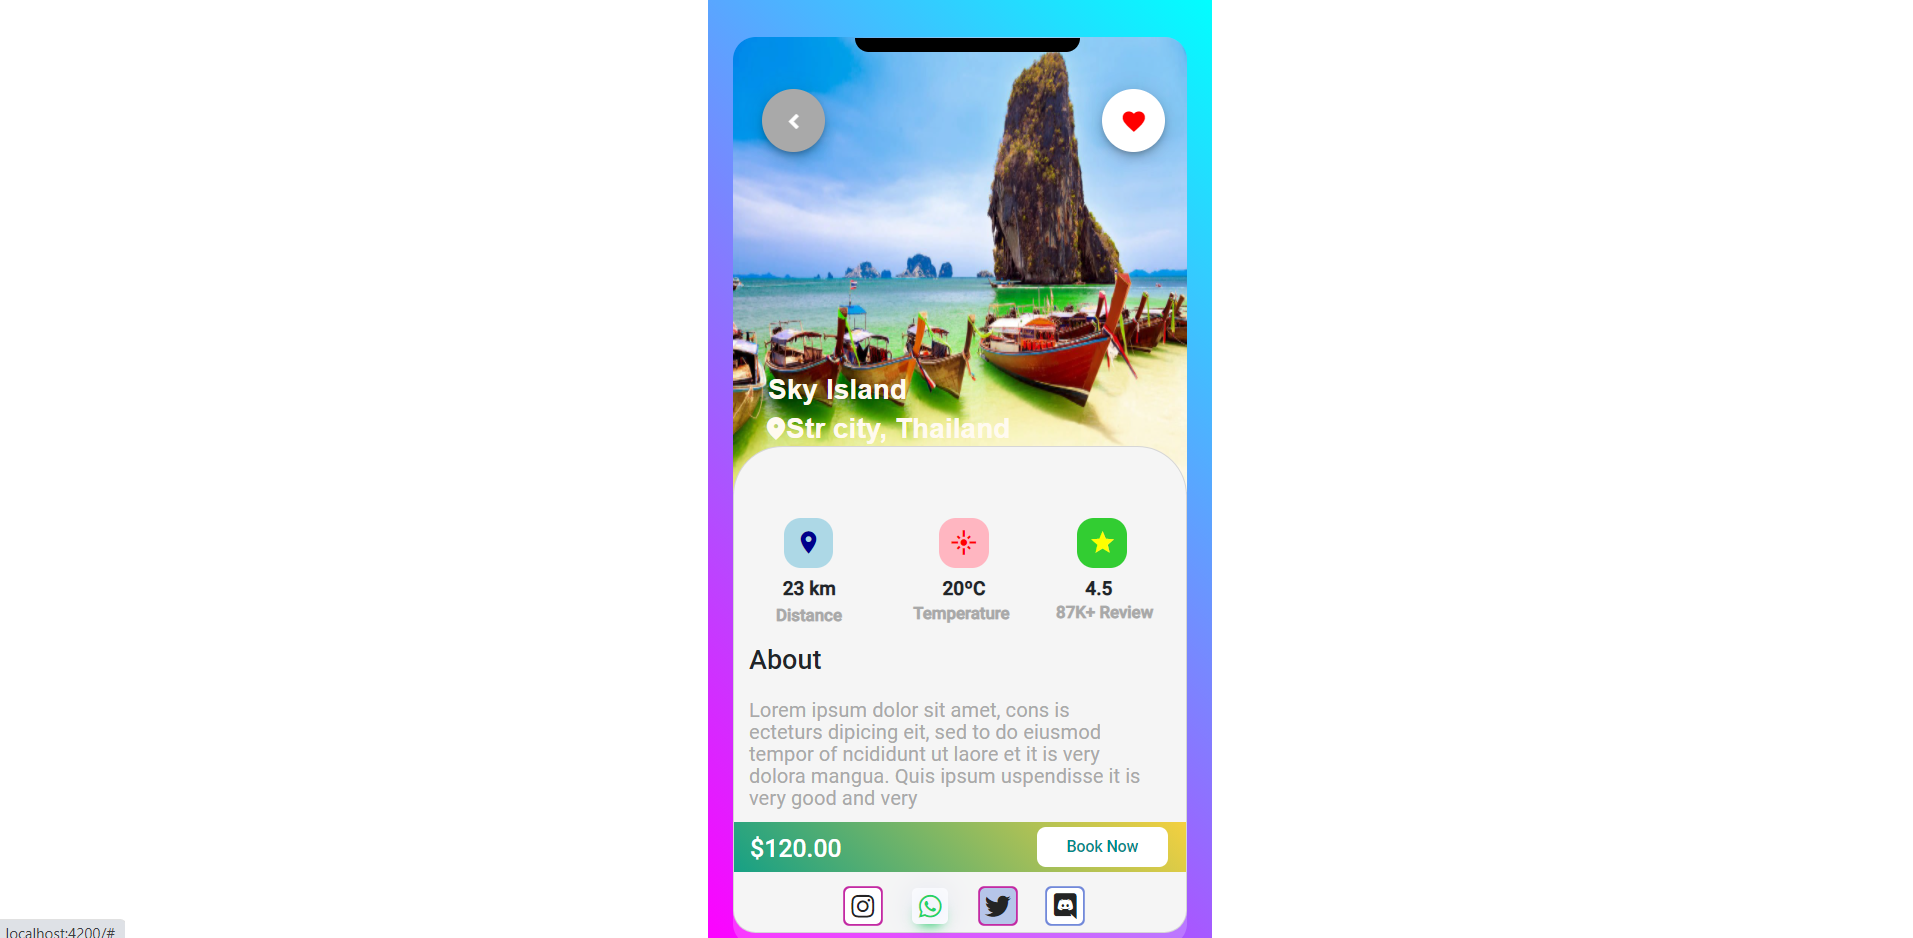 Sky Island
Str city, Thailand
23 km
20°C
4.5
Distance
Temperature
87K+ Review
About
Lorem ipsum dolor sit amet, cons is
ecteturs dipicing eit, sed to do eiusmod
tempor of ncididunt ut laore et it is very
dolora mangua. Quis ipsum uspendisse it is
very good and very
$120.00
Book Now
localhost:4200/#